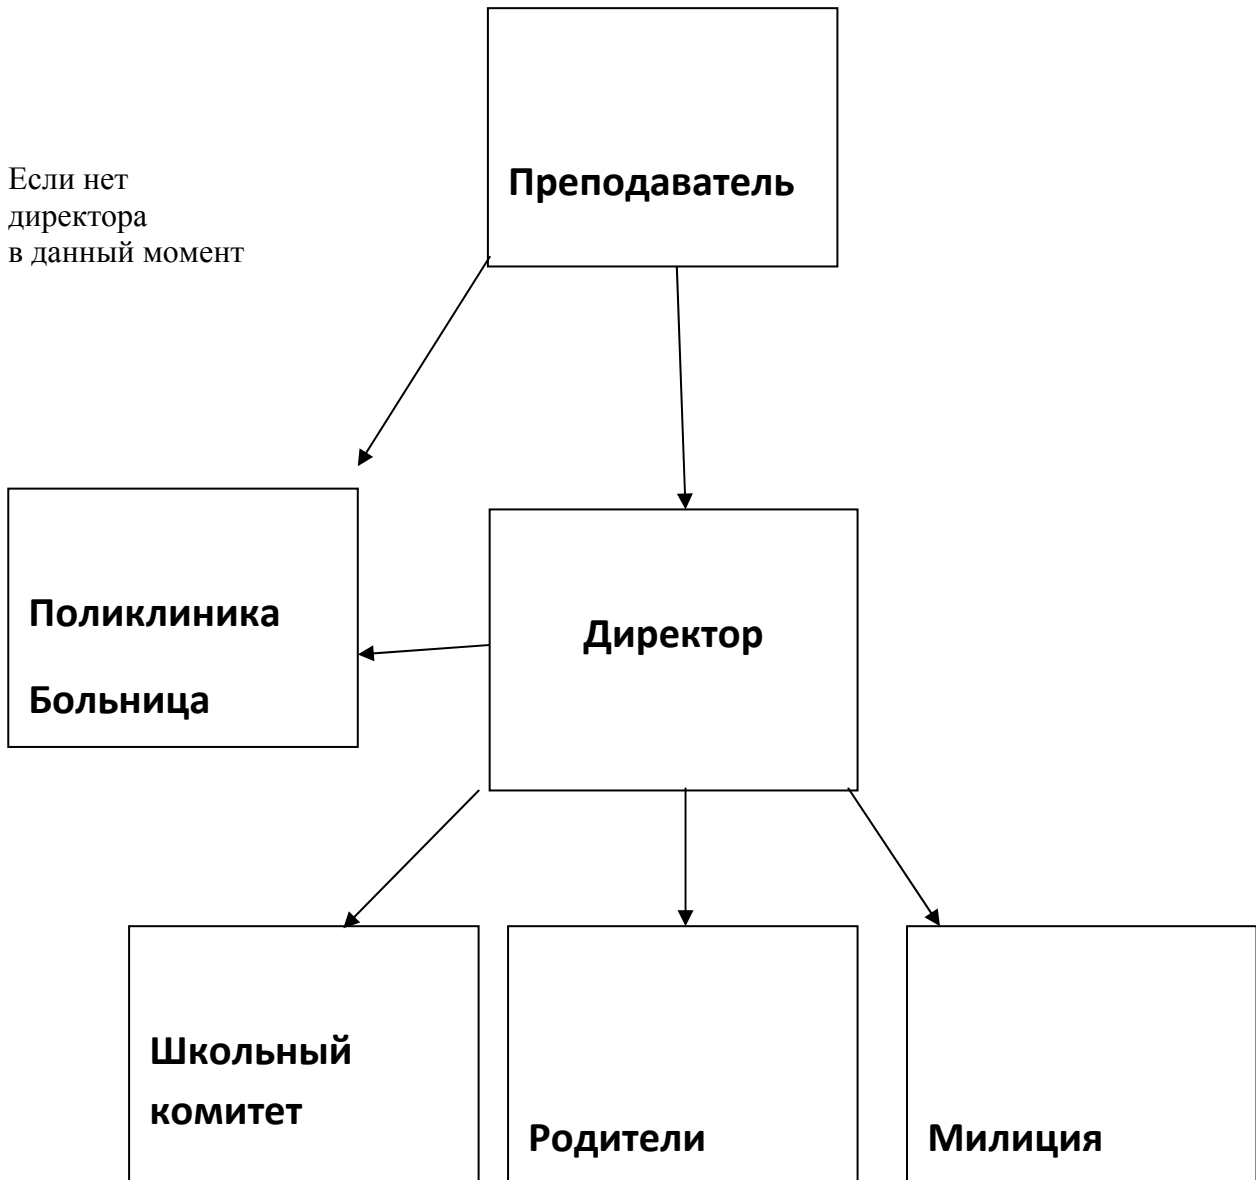 Преподаватель
Если нет
директора
в данный момент
Поликлиника
Больница
Директор
Школьный
комитет
Родители
Милиция